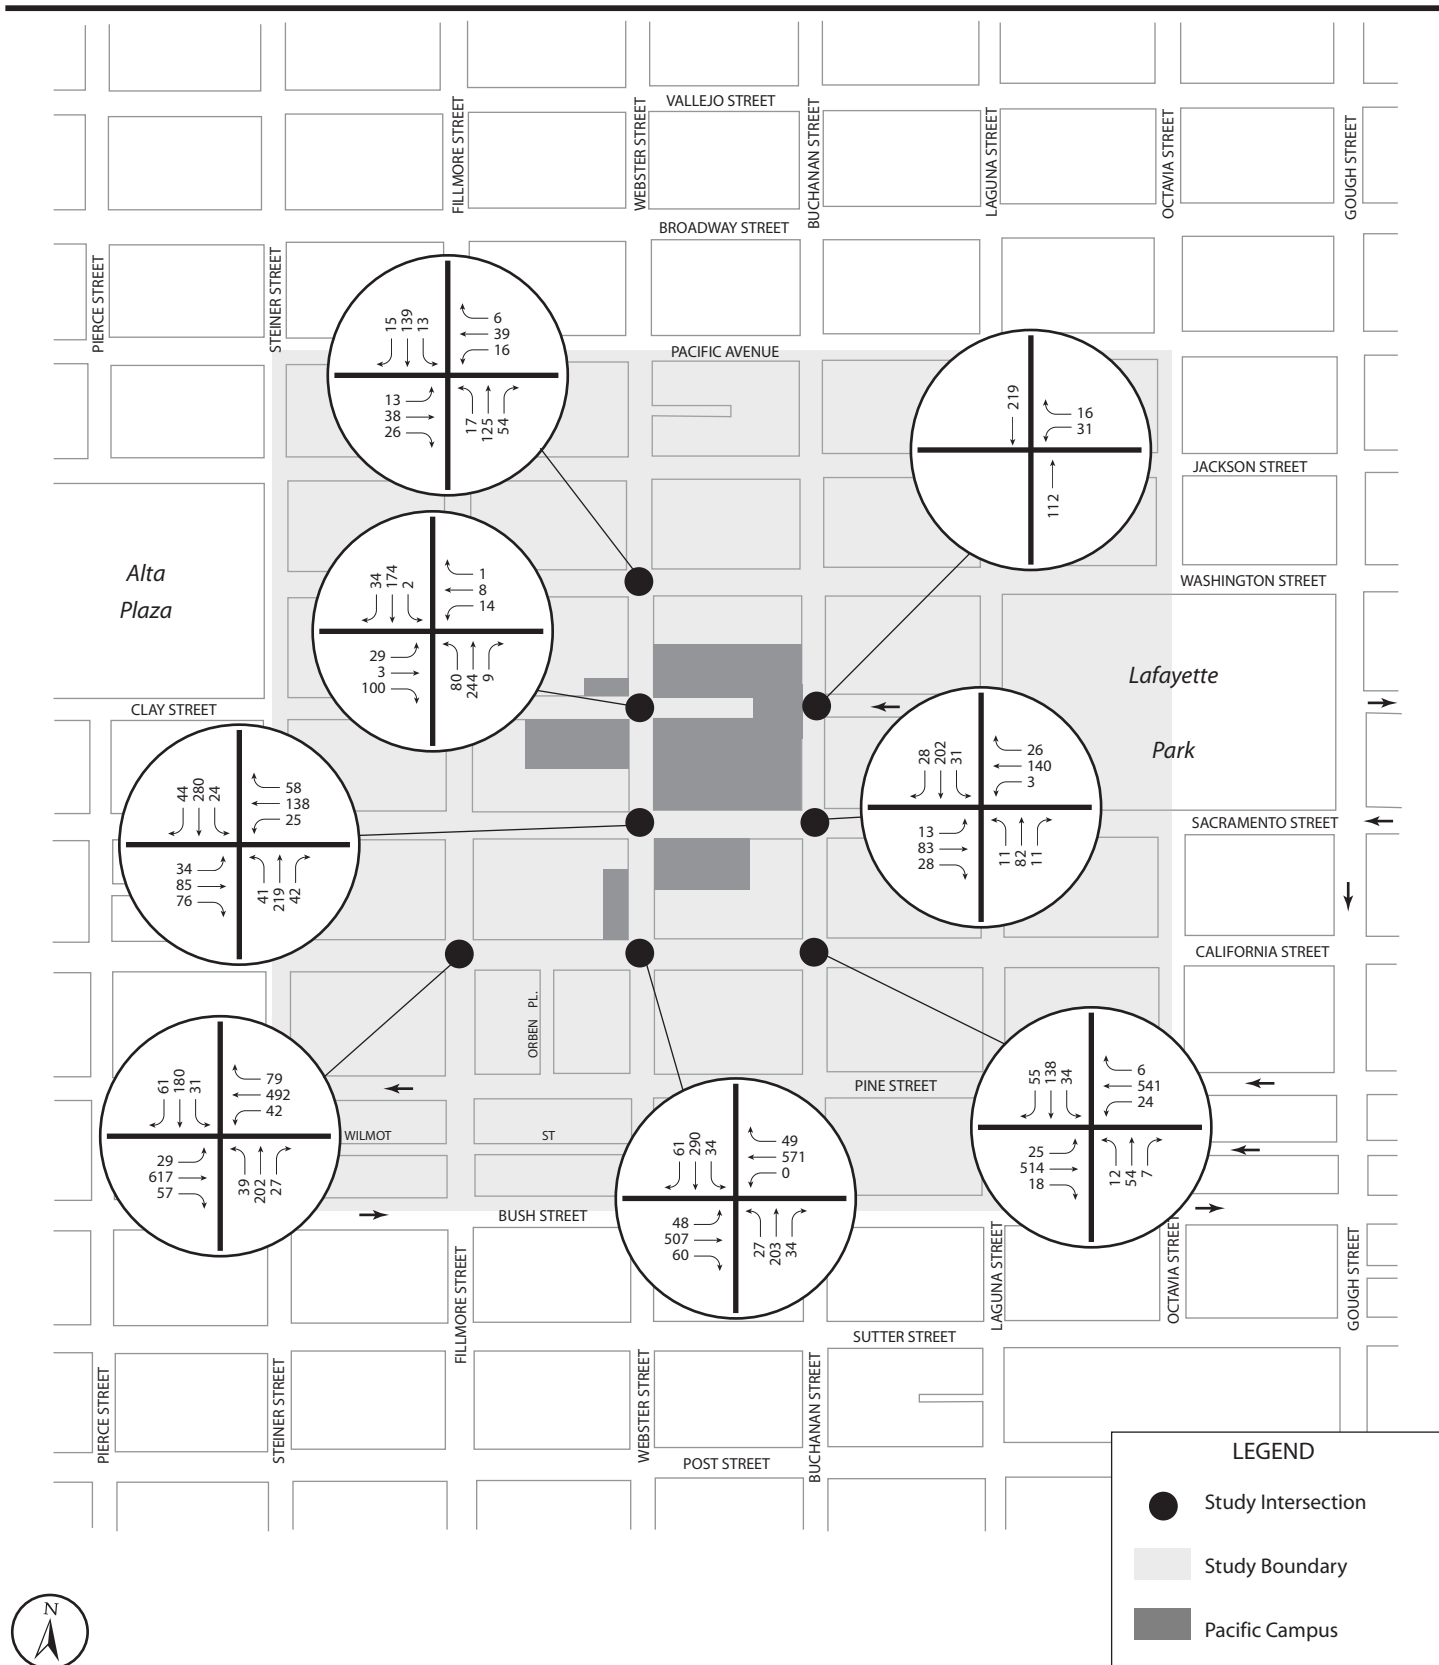 VALLEJO STREET
FILLMORE STREET
WEBSTER STREET
BUCHANAN STREET
LAGUNA STREET
OCTAVIA STREET
GOUGH STREET
BROADWAY STREET
PIERCE STREET
STEINER STREET
PACIFIC AVENUE
15
139
13
6
39
16
13
38
26
17
125
54
219
16
31
112
JACKSON STREET
WASHINGTON STREET
Alta
Plaza
34
174
2
1
8
14
29
3
100
80
244
9
Lafayette
Park
CLAY STREET
44
280
24
58
138
25
34
85
76
41
219
42
28
202
31
26
140
3
13
83
28
11
82
11
SACRAMENTO STREET
CALIFORNIA STREET
ORBEN PL.
PINE STREET
WILMOT
ST
61
180
31
79
492
42
29
617
57
39
202
27
61
290
34
49
571
0
48
507
60
27
203
34
55
138
34
6
541
24
25
514
18
12
54
7
BUSH STREET
FILLMORE STREET
LAGUNA STREET
OCTAVIA STREET
GOUGH STREET
SUTTER STREET
PIERCE STREET
STEINER STREET
WEBSTER STREET
BUCHANAN STREET
POST STREET
LEGEND
Study Intersection
Study Boundary
Pacific Campus
N